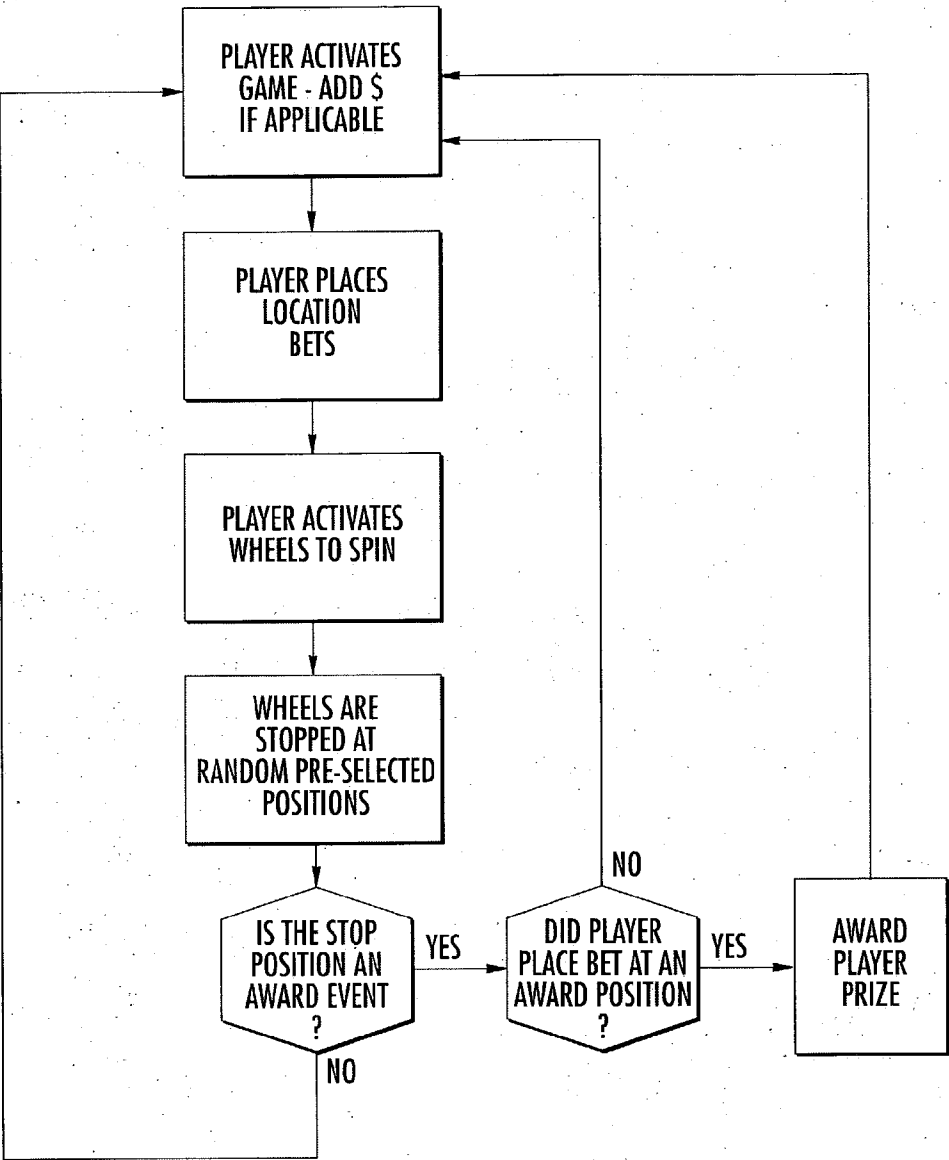 PLAYER ACTIVATES
GAME - ADD $
IF APPLICABLE
PLAYER PLACES
LOCATION
BETS
PLAYER ACTIVATES
WHEELS TO SPIN
WHEELS ARE
STOPPED AT
RANDOM PRE-SELECTED
POSITIONS
IS THE STOP
POSITION AN
AWARD EVENT
?
YES
NO
DID PLAYER
PLACE BET AT AN
AWARD POSITION
?
NO
YES
AWARD
PLAYER
PRIZE